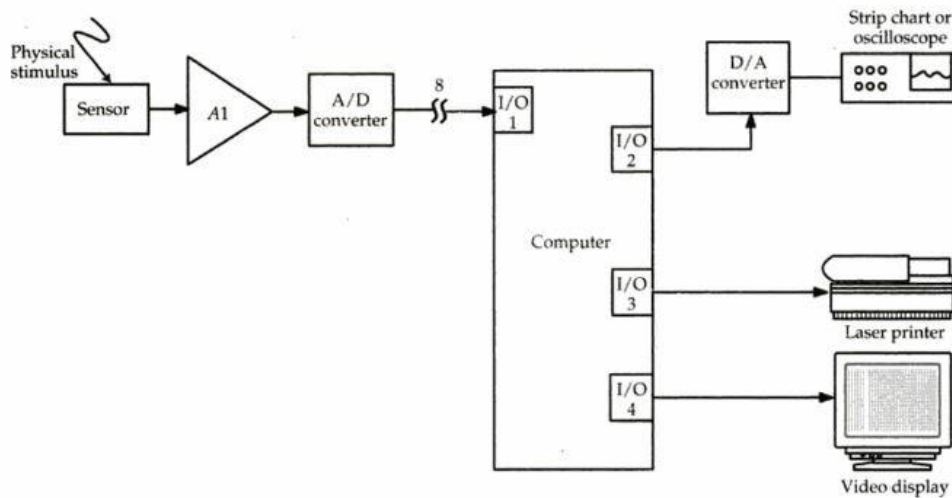 Physical
stimulus
Sensor
A1
A/D
converter
8
I/O
1
Computer
I/O
2
D/A
converter
Strip chart or
oscilloscope
I/O
3
Laser printer
I/O
4
Video display